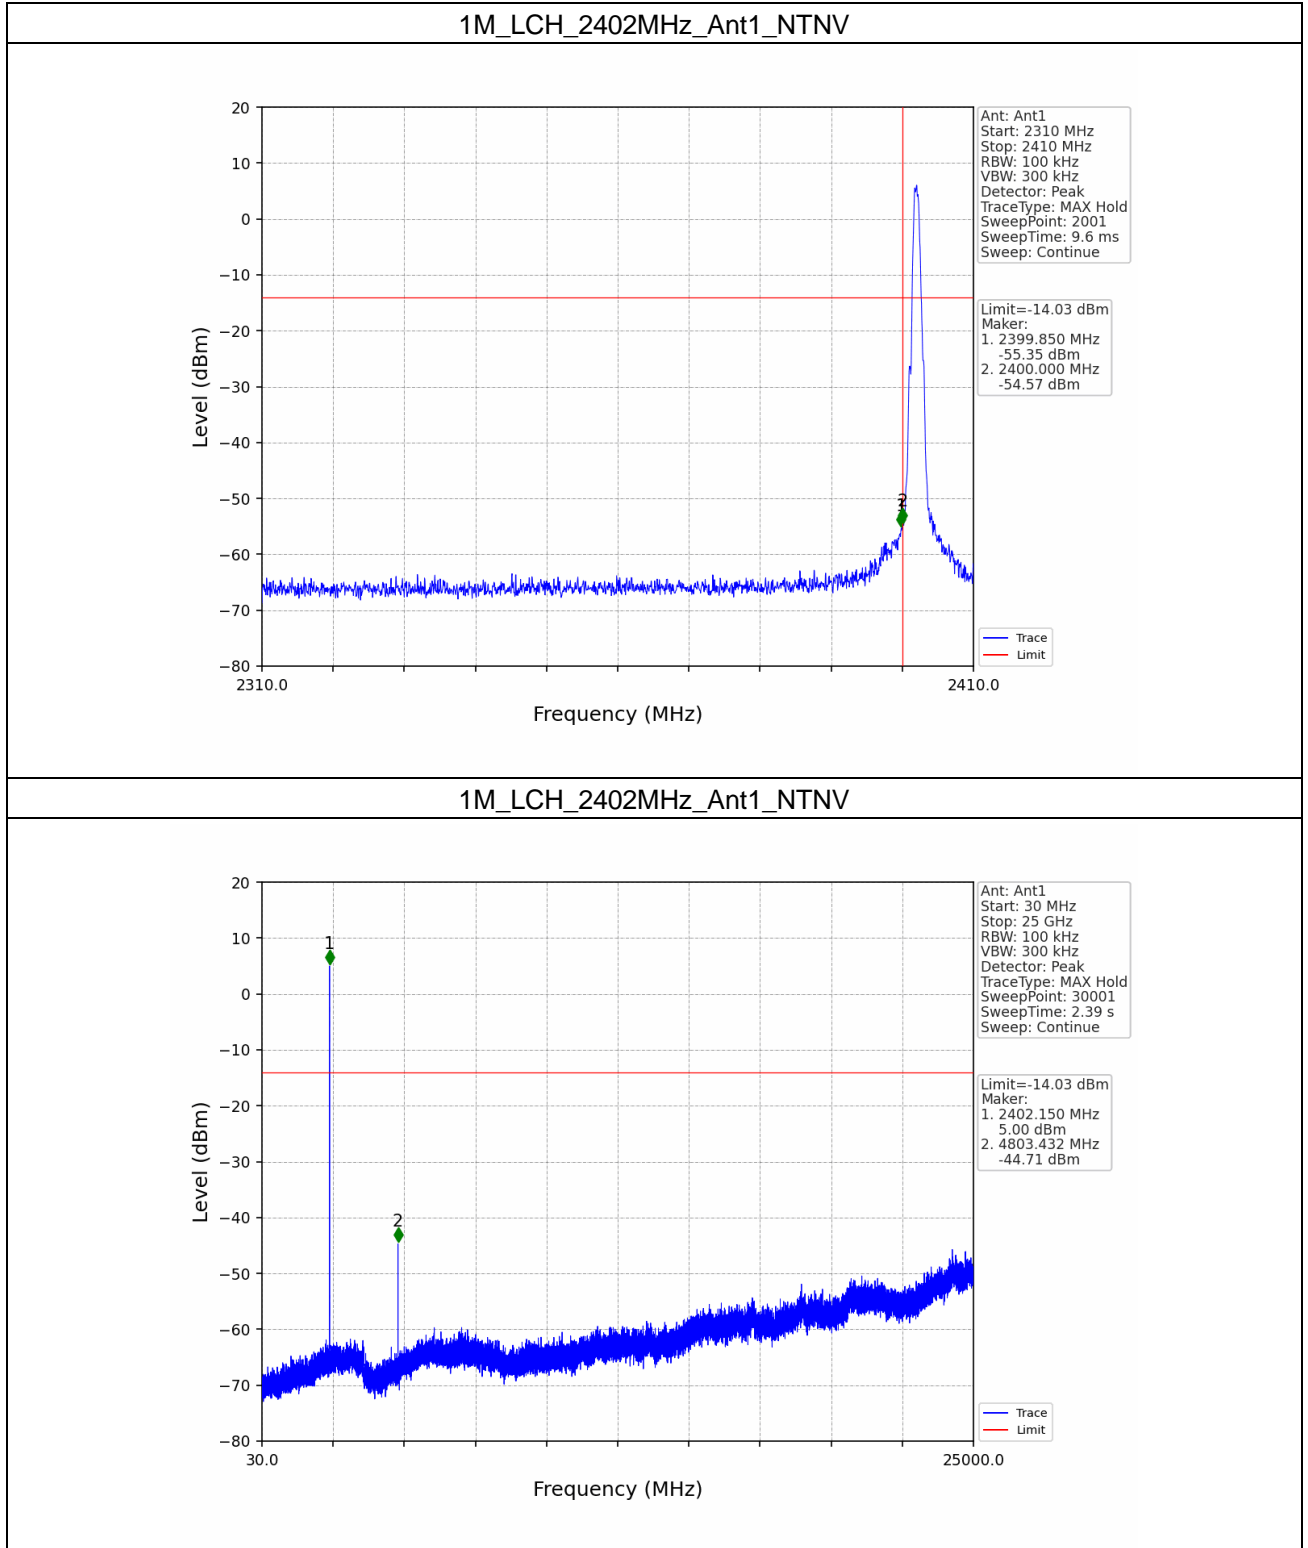 1M_LCH_2402MHz_Ant1_NTNV
20
10
0
−10
−20
−30
−40
−50
−60
−70
−80
Level (dBm)
2310.0
2410.0
Frequency (MHz)
1
2
Ant: Ant1
Start: 2310 MHz
Stop: 2410 MHz
RBW: 100 kHz
VBW: 300 kHz
Detector: Peak
TraceType: MAX Hold
SweepPoint: 2001
SweepTime: 9.6 ms
Sweep: Continue
Limit=-14.03 dBm
Maker:
1. 2399.850 MHz
-55.35 dBm
2. 2400.000 MHz
-54.57 dBm
Trace
Limit
1M_LCH_2402MHz_Ant1_NTNV
20
10
0
−10
−20
−30
−40
−50
−60
−70
−80
Level (dBm)
30.0
25000.0
Frequency (MHz)
1
2
Ant: Ant1
Start: 30 MHz
Stop: 25 GHz
RBW: 100 kHz
VBW: 300 kHz
Detector: Peak
TraceType: MAX Hold
SweepPoint: 30001
SweepTime: 2.39 s
Sweep: Continue
Limit=-14.03 dBm
Maker:
1. 2402.150 MHz
5.00 dBm
2. 4803.432 MHz
-44.71 dBm
Trace
Limit